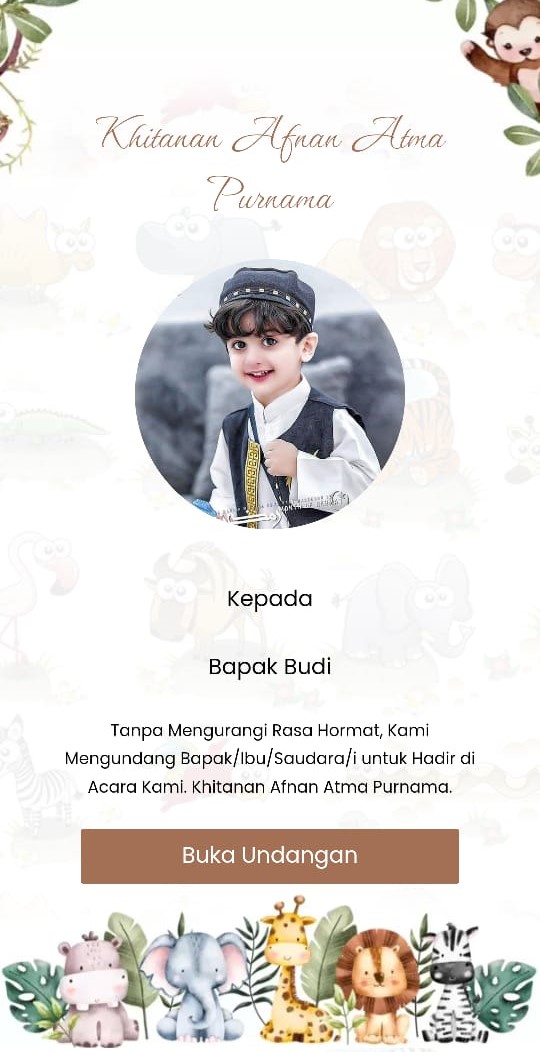 Khitanan Afnan Atma
Purnama
Kepada
Bapak Budi
Tanpa Mengurangi Rasa Hormat, Kami
Mengundang Bapak/Ibu/Saudara/i untuk Hadir di
Acara Kami. Khitanan Afnan Atma Purnama.
Buka Undangan